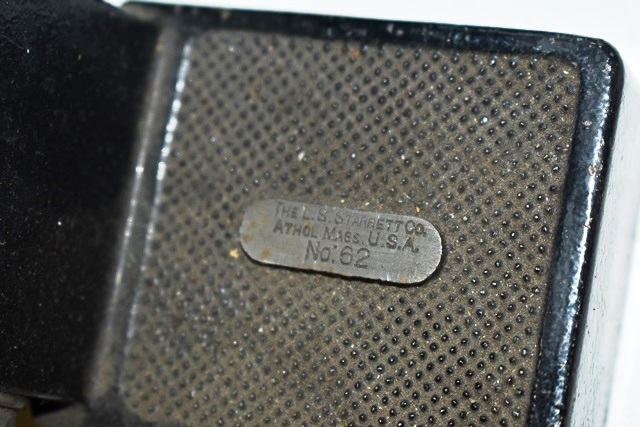 THE L.S. STARRETT CO.
ATHOL MASS. U.S.A.
No. 62